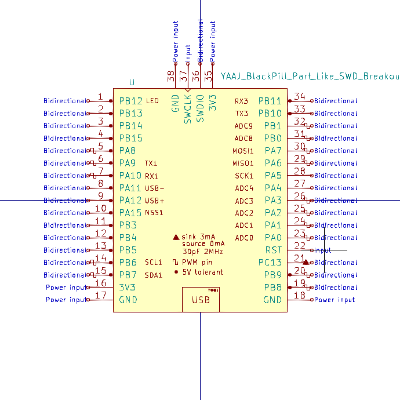 Power input
input
Bidirectional
Power input
38
37
36
35
U
YAAJ_BlackPill_Part_Like_SWD_Breakou
GND
SWCLK
SWDIO
3V3
Bidirectional 1 PB12 LED
Bidirectional 2 PB13
Bidirectional 3 PB14
Bidirectional 4 PB15
Bidirectional 5 PA8
Bidirectional 6 PA9 TX1
Bidirectional 7 PA10 RX1
Bidirectional 8 PA11 USB-
Bidirectional 9 PA12 USB+
Bidirectional 10 PA15 NSS1
Bidirectional 11 PB3
Bidirectional 12 PB4
Bidirectional 13 PB5
Bidirectional 14 PB6 SCL1
Bidirectional 15 PB7 SDA1
Power input 16 3V3
Power input 17 GND
RX3 PB11 34 Bidirectional
TX3 PB10 33 Bidirectional
ADC9 PB1 32 Bidirectional
ADC8 PB0 31 Bidirectional
MOSI1 PA7 30 Bidirectional
MISO1 PA6 29 Bidirectional
SCK1 PA5 28 Bidirectional
ADC4 PA4 27 Bidirectional
ADC3 PA3 26 Bidirectional
ADC2 PA2 25 Bidirectional
ADC1 PA1 24 Bidirectional
ADC0 PA0 23 Bidirectional
RST 22 input
PC13 21 Bidirectional
PB9 20 Bidirectional
PB8 19 Bidirectional
GND 18 Power input
sink 3mA
source 0mA
30pF 2MHz
PWM pin
5V tolerant
USB